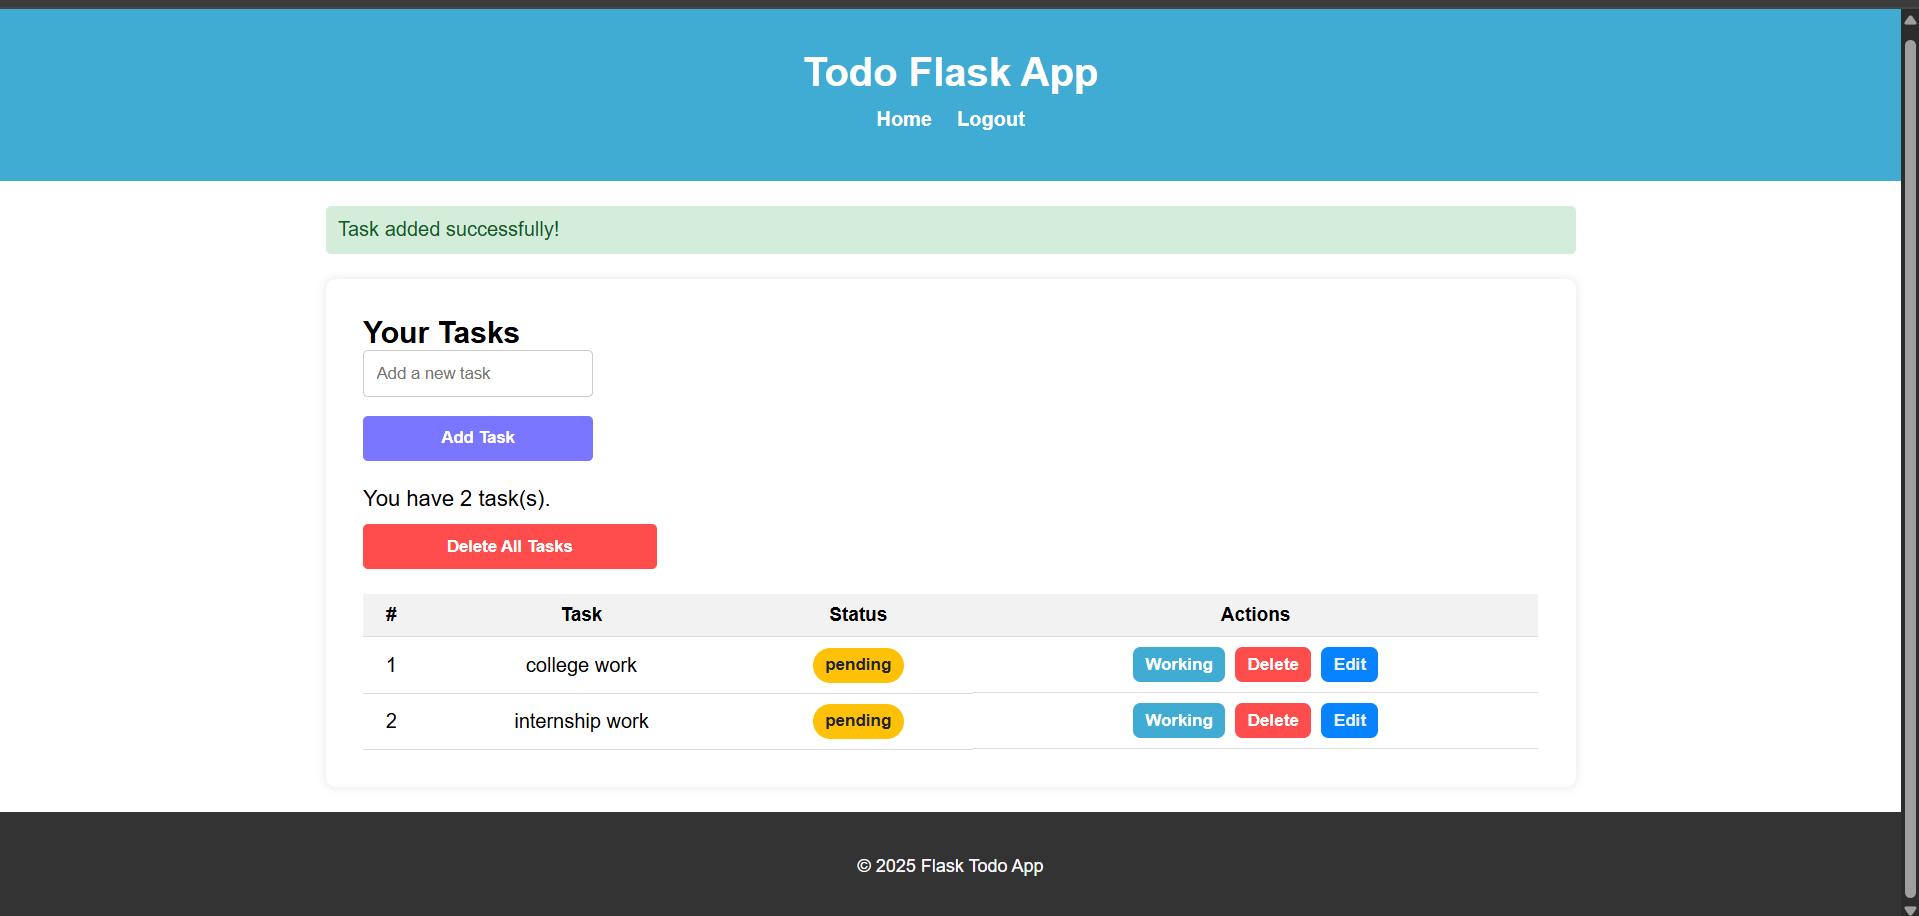 Todo Flask App
Home Logout
Task added successfully!
Your Tasks
Add a new task
Add Task
You have 2 task(s).
Delete All Tasks
# Task Status Actions
1 college work pending Working Delete Edit
2 internship work pending Working Delete Edit
© 2025 Flask Todo App